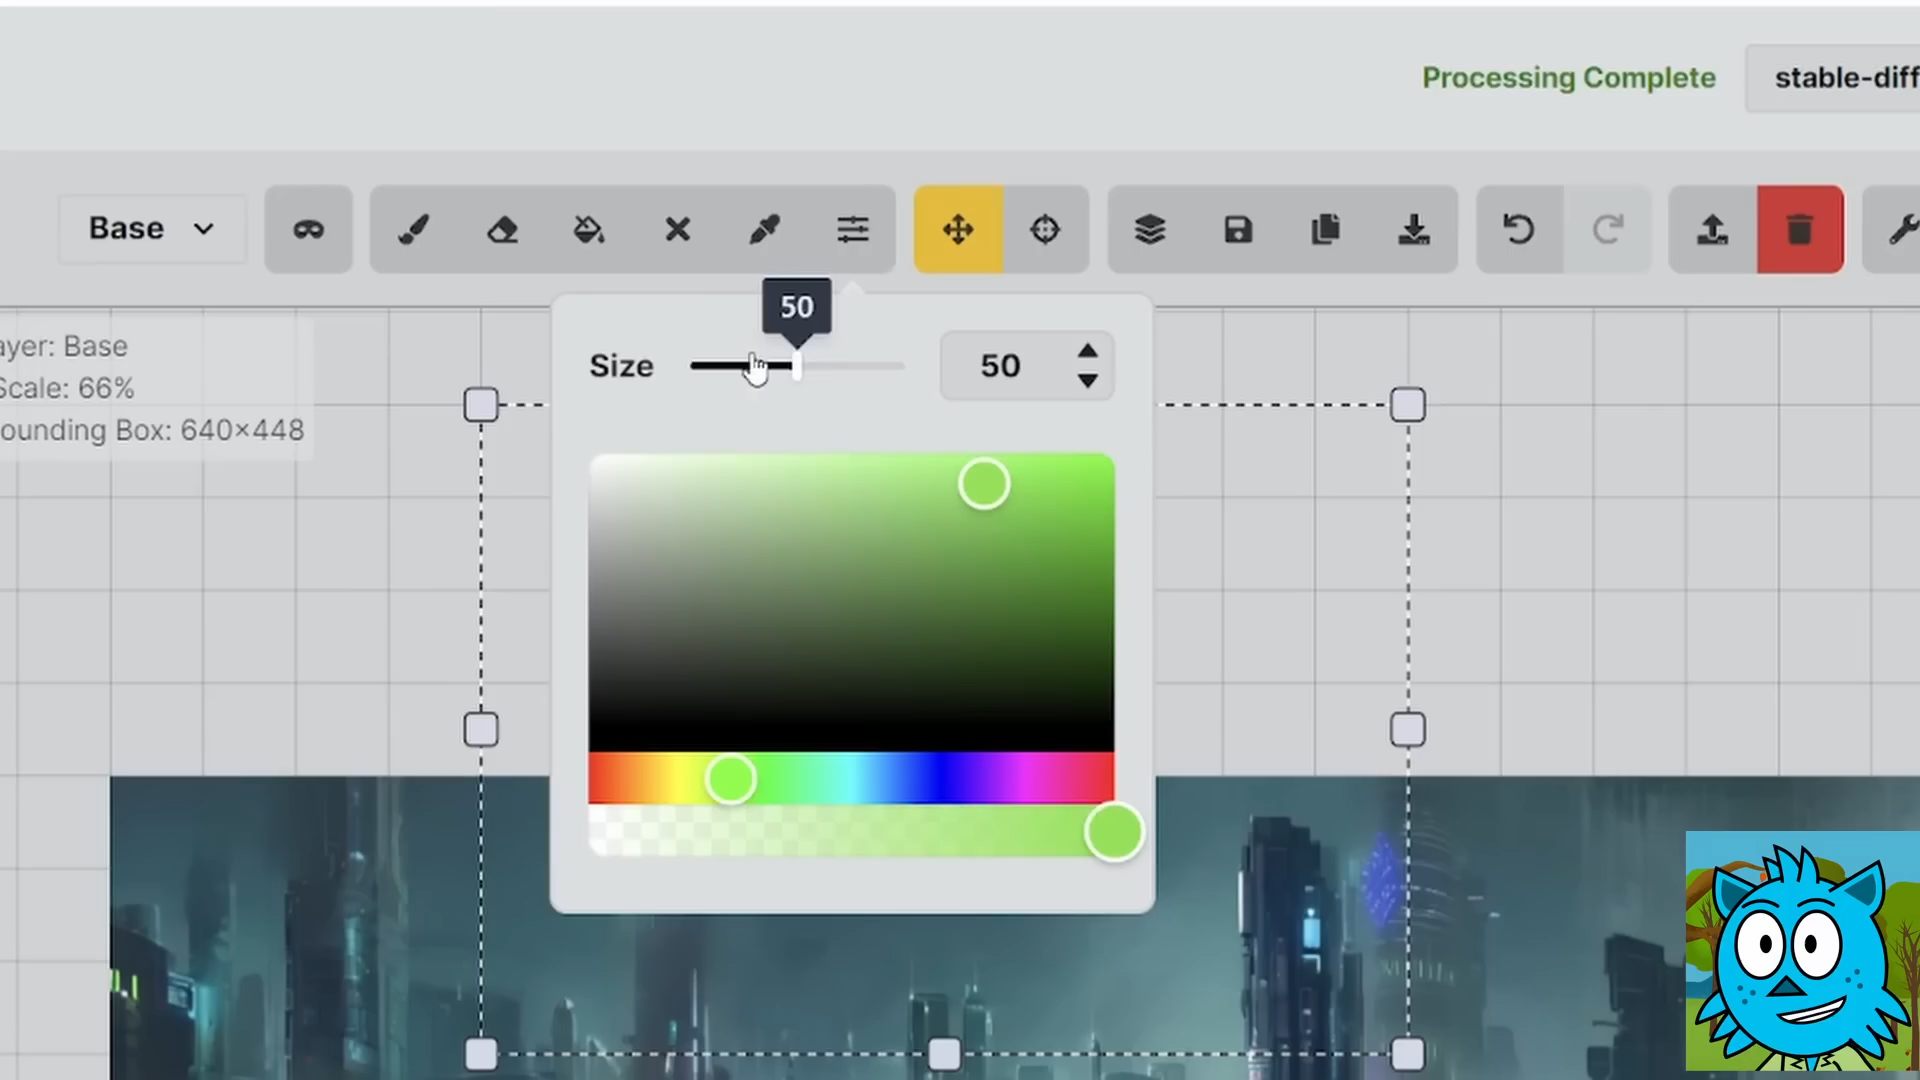 Processing Complete
stable-diff
Base
50
ayer: Base
Scale: 66%
ounding Box: 640×448
Size
50